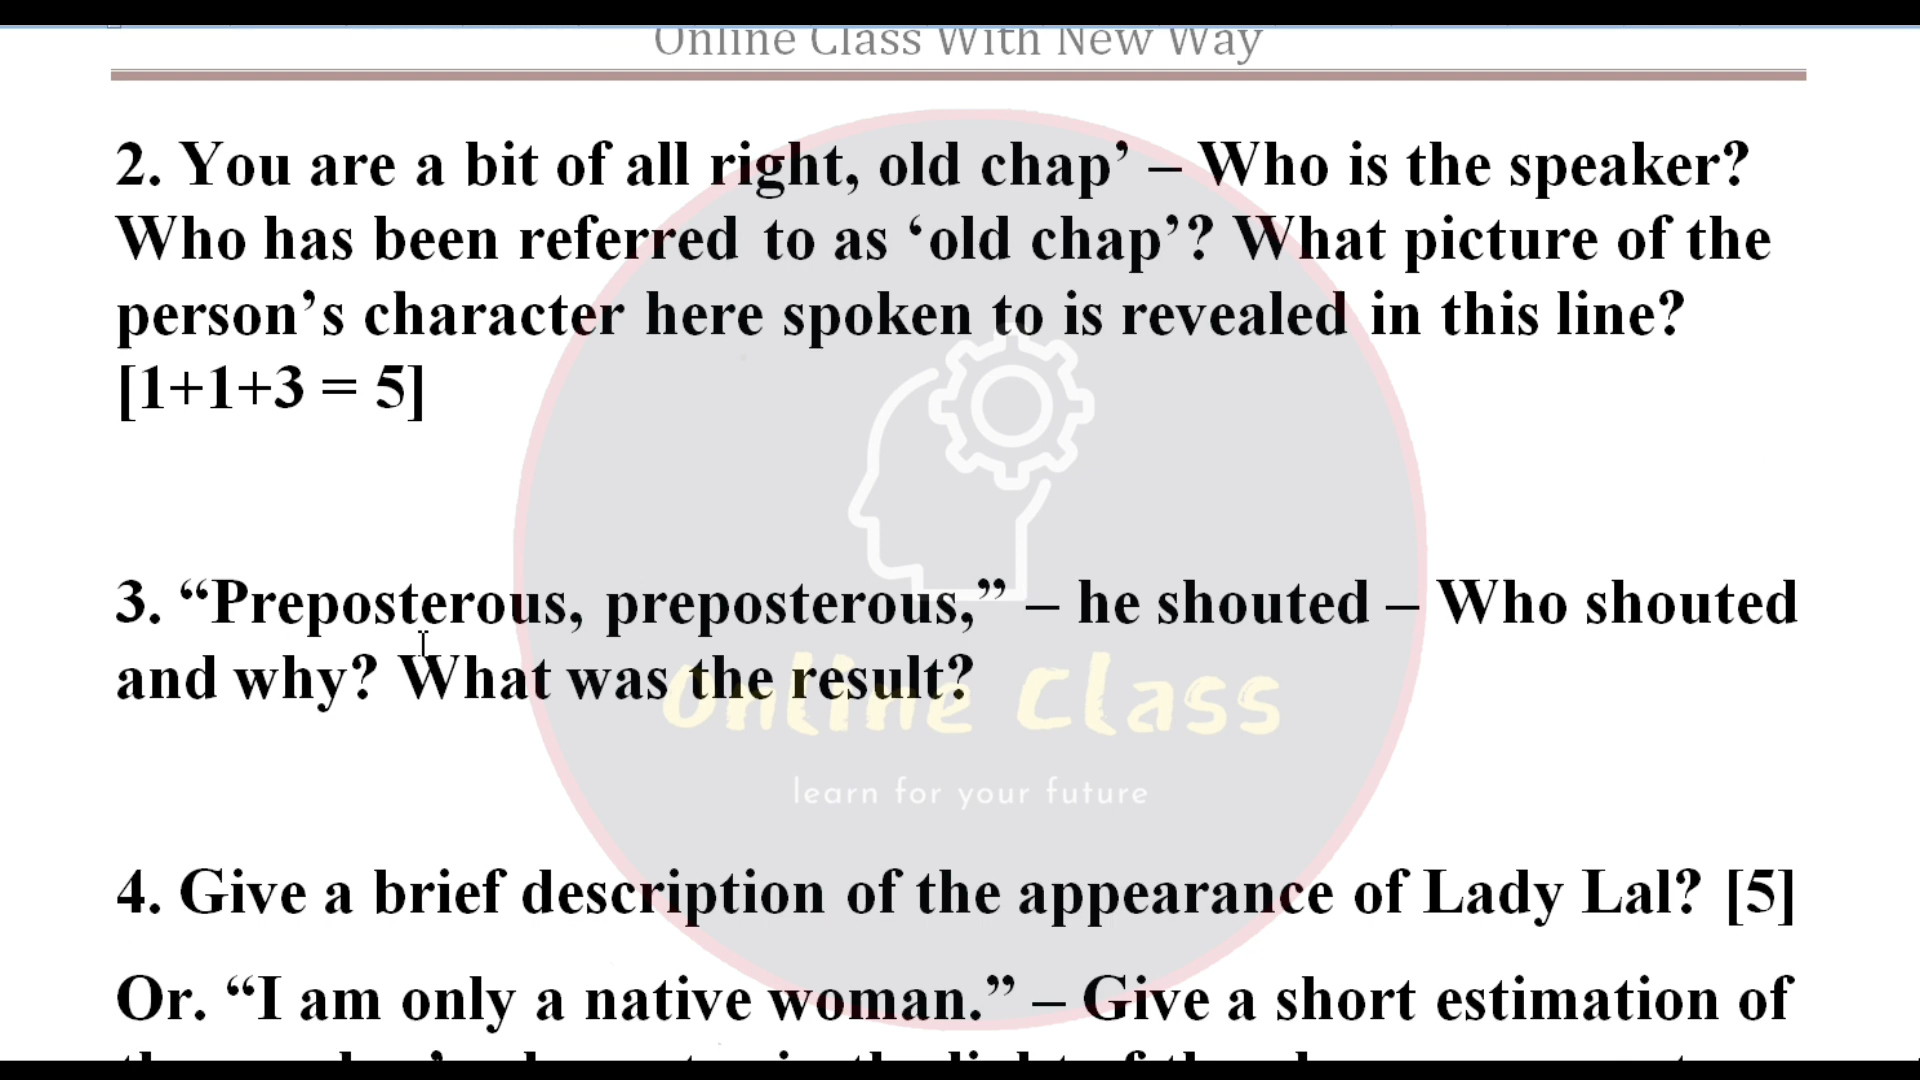 Online Class With New Way
2. You are a bit of all right, old chap’ – Who is the speaker?
Who has been referred to as ‘old chap’? What picture of the
person’s character here spoken to is revealed in this line?
[1+1+3 = 5]
3. “Preposterous, preposterous,” – he shouted – Who shouted
and why? What was the result?
Online Class
learn for your future
4. Give a brief description of the appearance of Lady Lal? [5]
Or. “I am only a native woman.” – Give a short estimation of